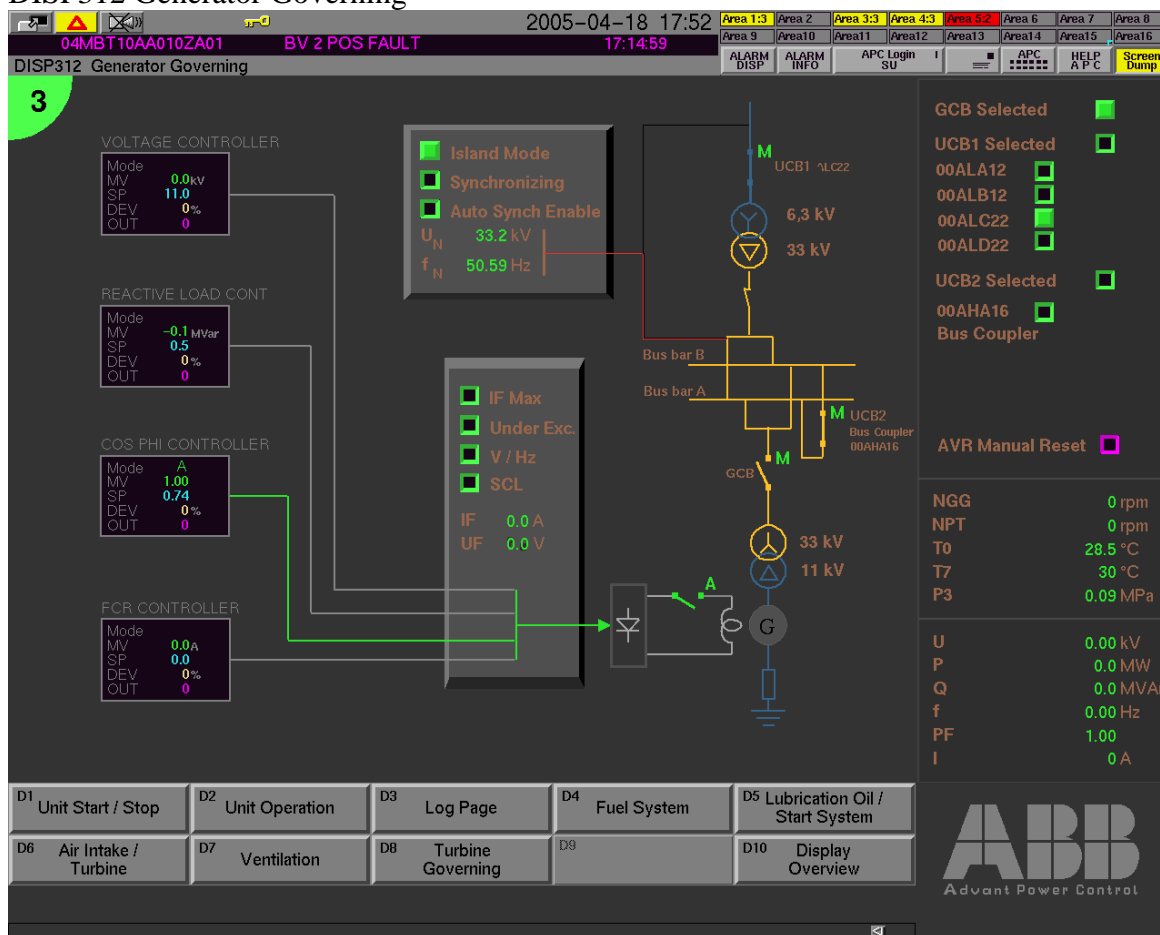 DISP312 Generator Governing
2005-04-18 17:52
Area 1:3 Area 2 Area 3:3 Area 4:3 Area 5:2 Area 6 Area 7 Area 8
Area 9 Area10 Area11 Area12 Area13 Area14 Area15 Area16
04MBT10AA010ZA01 BV 2 POS FAULT 17:14:59
DISP312 Generator Governing
ALARM DISP
ALARM INFO
APC Login SU
APC
HELP A P C
Screen Dump
3
VOLTAGE CONTROLLER
Mode
MV 0.0kV
SP 11.0
DEV 0%
OUT 0
REACTIVE LOAD CONT
Mode
MV -0.1 MVar
SP 0.5
DEV 0%
OUT 0
COS PHI CONTROLLER
Mode A
MV 1.00
SP 0.74
DEV 0%
OUT 0
FCR CONTROLLER
Mode
MV 0.0A
SP 0.0
DEV 0%
OUT 0
Island Mode
Synchronizing
Auto Synch Enable
UN 33.2 kV
fN 50.59 Hz
IF Max
Under Exc.
V / Hz
SCL
IF 0.0 A
UF 0.0 V
M
UCB1 ALC22
6,3 kV
33 kV
Bus bar B
Bus bar A
M UCB2
Bus Coupler
00AHA16
GCB M
33 kV
11 kV
A
G
GCB Selected
UCB1 Selected
00ALA12
00ALB12
00ALC22
00ALD22
UCB2 Selected
00AHA16
Bus Coupler
AVR Manual Reset
NGG 0 rpm
NPT 0 rpm
T0 28.5 °C
T7 30 °C
P3 0.09 MPa
U 0.00 kV
P 0.0 MW
Q 0.0 MVAr
f 0.00 Hz
PF 1.00
I 0 A
D1 Unit Start / Stop
D2 Unit Operation
D3 Log Page
D4 Fuel System
D5 Lubrication Oil /
Start System
D6 Air Intake /
Turbine
D7 Ventilation
D8 Turbine
Governing
D9
D10 Display
Overview
ABB
Advant Power Control